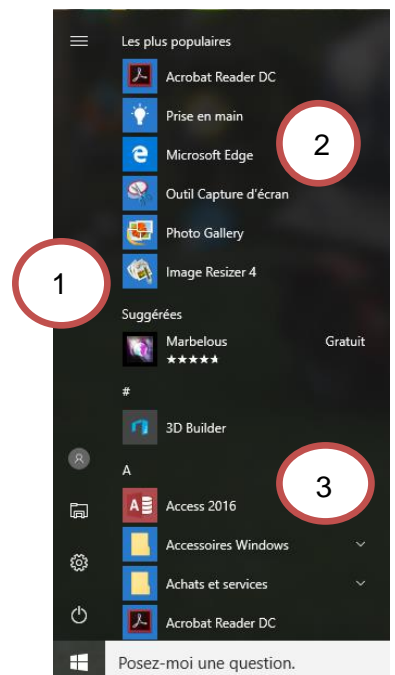 Les plus populaires
Acrobat Reader DC
Prise en main
2
Microsoft Edge
Outil Capture d'écran
Photo Gallery
1
Image Resizer 4
Suggérées
Marbelous Gratuit
#
3D Builder
A
3
Access 2016
Accessoires Windows
Achats et services
Acrobat Reader DC
Posez-moi une question.